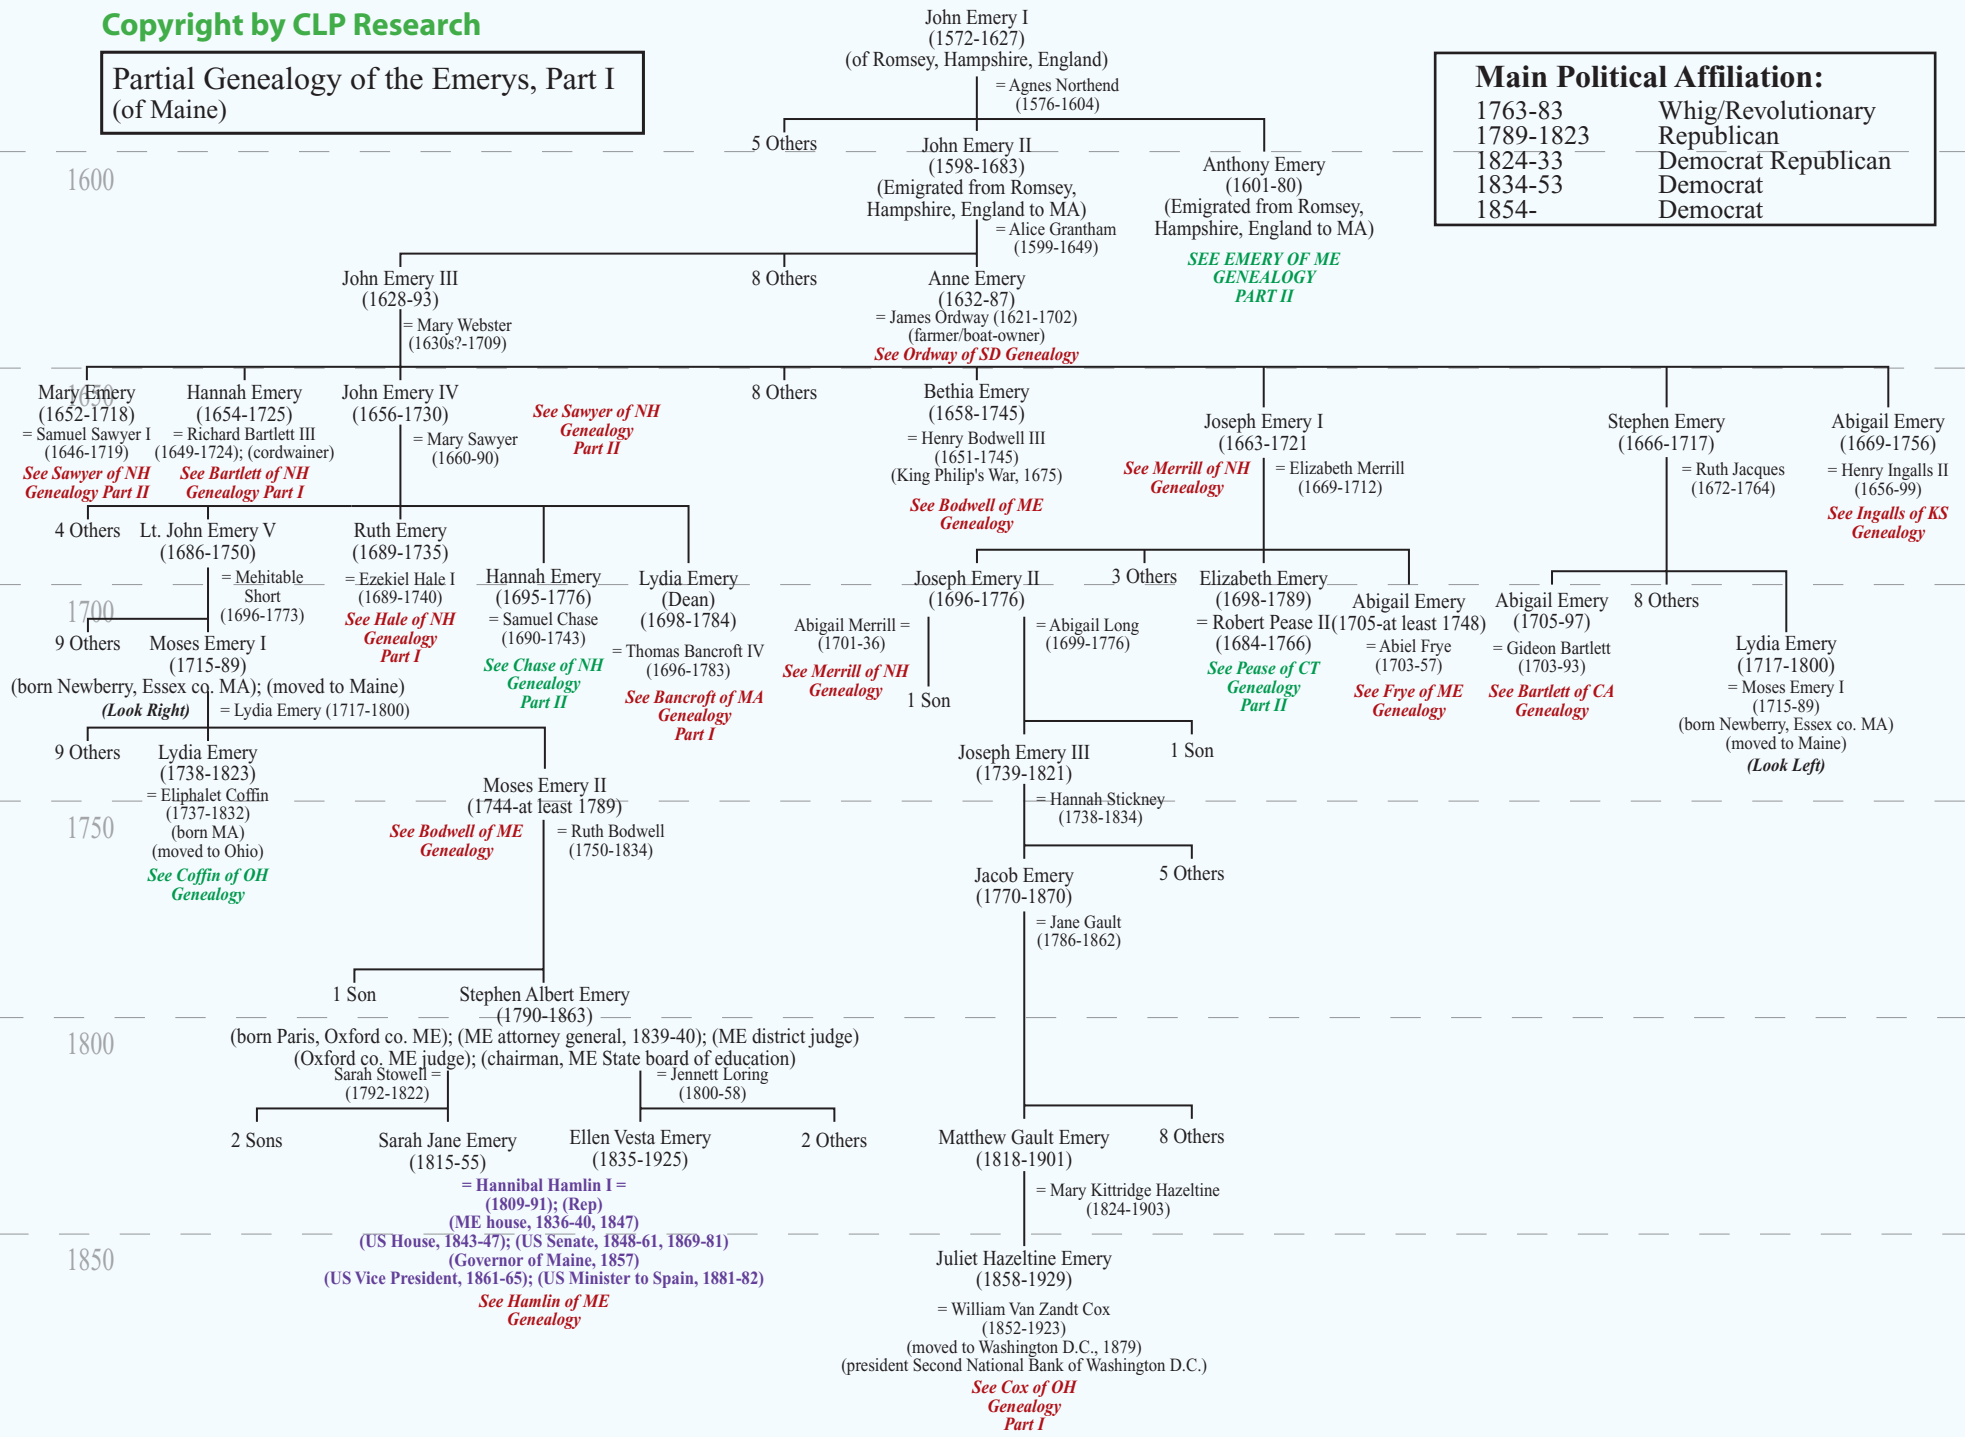 Copyright by CLP Research
Partial Genealogy of the Emerys, Part I
(of Maine)
Main Political Affiliation:
1763-83 Whig/Revolutionary
1789-1823 Republican
1824-33 Democrat Republican
1834-53 Democrat
1854- Democrat
John Emery I
(1572-1627)
(of Romsey, Hampshire, England)
= Agnes Northend
(1576-1604)
5 Others
John Emery II
(1598-1683)
(Emigrated from Romsey,
Hampshire, England to MA)
= Alice Grantham
(1599-1649)
Anthony Emery
(1601-80)
(Emigrated from Romsey,
Hampshire, England to MA)
SEE EMERY OF ME
GENEALOGY
PART II
1600
John Emery III
(1628-93)
= Mary Webster
(1630s?-1709)
8 Others
Anne Emery
(1632-87)
= James Ordway (1621-1702)
(farmer/boat-owner)
See Ordway of SD Genealogy
1650
Mary Emery
(1652-1718)
= Samuel Sawyer I
(1646-1719)
See Sawyer of NH
Genealogy Part II
Hannah Emery
(1654-1725)
= Richard Bartlett III
(1649-1724); (cordwainer)
See Bartlett of NH
Genealogy Part I
John Emery IV
(1656-1730)
= Mary Sawyer
(1660-90)
See Sawyer of NH
Genealogy
Part II
8 Others
Bethia Emery
(1658-1745)
= Henry Bodwell III
(1651-1745)
(King Philip's War, 1675)
See Bodwell of ME
Genealogy
Joseph Emery I
(1663-1721
See Merrill of NH
Genealogy
= Elizabeth Merrill
(1669-1712)
Stephen Emery
(1666-1717)
= Ruth Jacques
(1672-1764)
Abigail Emery
(1669-1756)
= Henry Ingalls II
(1656-99)
See Ingalls of KS
Genealogy
4 Others
Lt. John Emery V
(1686-1750)
= Mehitable
Short
(1696-1773)
Ruth Emery
(1689-1735)
= Ezekiel Hale I
(1689-1740)
See Hale of NH
Genealogy
Part I
Hannah Emery
(1695-1776)
= Samuel Chase
(1690-1743)
See Chase of NH
Genealogy
Part II
Lydia Emery
(Dean)
(1698-1784)
= Thomas Bancroft IV
(1696-1783)
See Bancroft of MA
Genealogy
Part I
Joseph Emery II
(1696-1776)
Abigail Merrill =
(1701-36)
See Merrill of NH
Genealogy
1 Son
= Abigail Long
(1699-1776)
3 Others
Elizabeth Emery
(1698-1789)
= Robert Pease II
(1684-1766)
See Pease of CT
Genealogy
Part II
Abigail Emery
(1705-at least 1748)
= Abiel Frye
(1703-57)
See Frye of ME
Genealogy
Abigail Emery
(1705-97)
= Gideon Bartlett
(1703-93)
See Bartlett of CA
Genealogy
8 Others
Lydia Emery
(1717-1800)
= Moses Emery I
(1715-89)
(born Newberry, Essex co. MA)
(moved to Maine)
(Look Left)
1700
9 Others
Moses Emery I
(1715-89)
(born Newberry, Essex co. MA); (moved to Maine)
(Look Right)
= Lydia Emery (1717-1800)
9 Others
Lydia Emery
(1738-1823)
= Eliphalet Coffin
(1737-1832)
(born MA)
(moved to Ohio)
See Coffin of OH
Genealogy
Moses Emery II
(1744-at least 1789)
See Bodwell of ME
Genealogy
= Ruth Bodwell
(1750-1834)
Joseph Emery III
(1739-1821)
= Hannah Stickney
(1738-1834)
1 Son
1750
Jacob Emery
(1770-1870)
= Jane Gault
(1786-1862)
5 Others
1 Son
Stephen Albert Emery
(1790-1863)
(born Paris, Oxford co. ME); (ME attorney general, 1839-40); (ME district judge)
(Oxford co. ME judge); (chairman, ME State board of education)
1800
Sarah Stowell =
(1792-1822)
= Jennett Loring
(1800-58)
2 Sons
Sarah Jane Emery
(1815-55)
Ellen Vesta Emery
(1835-1925)
2 Others
= Hannibal Hamlin I =
(1809-91); (Rep)
(ME house, 1836-40, 1847)
(US House, 1843-47); (US Senate, 1848-61, 1869-81)
(Governor of Maine, 1857)
(US Vice President, 1861-65); (US Minister to Spain, 1881-82)
See Hamlin of ME
Genealogy
Matthew Gault Emery
(1818-1901)
= Mary Kittridge Hazeltine
(1824-1903)
8 Others
1850
Juliet Hazeltine Emery
(1858-1929)
= William Van Zandt Cox
(1852-1923)
(moved to Washington D.C., 1879)
(president Second National Bank of Washington D.C.)
See Cox of OH
Genealogy
Part I